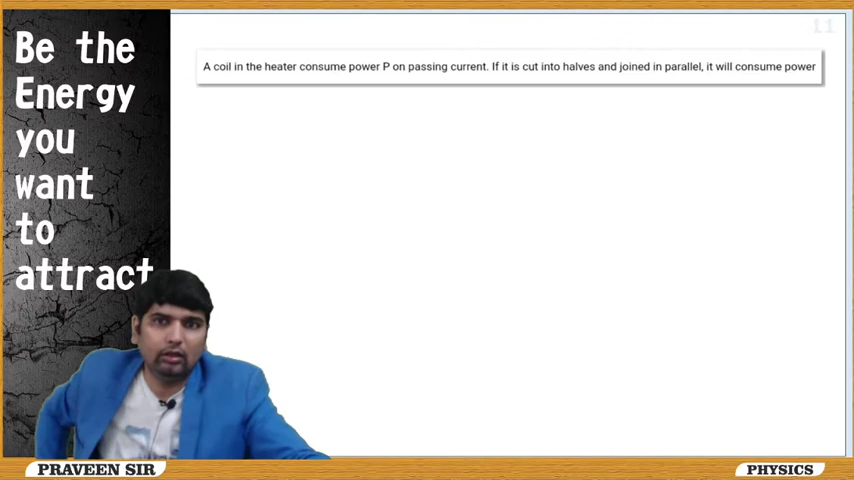 Be the
Energy
you
want
to
attract
A coil in the heater consume power P on passing current. If it is cut into halves and joined in parallel, it will consume power
PRAVEEN SIR
PHYSICS